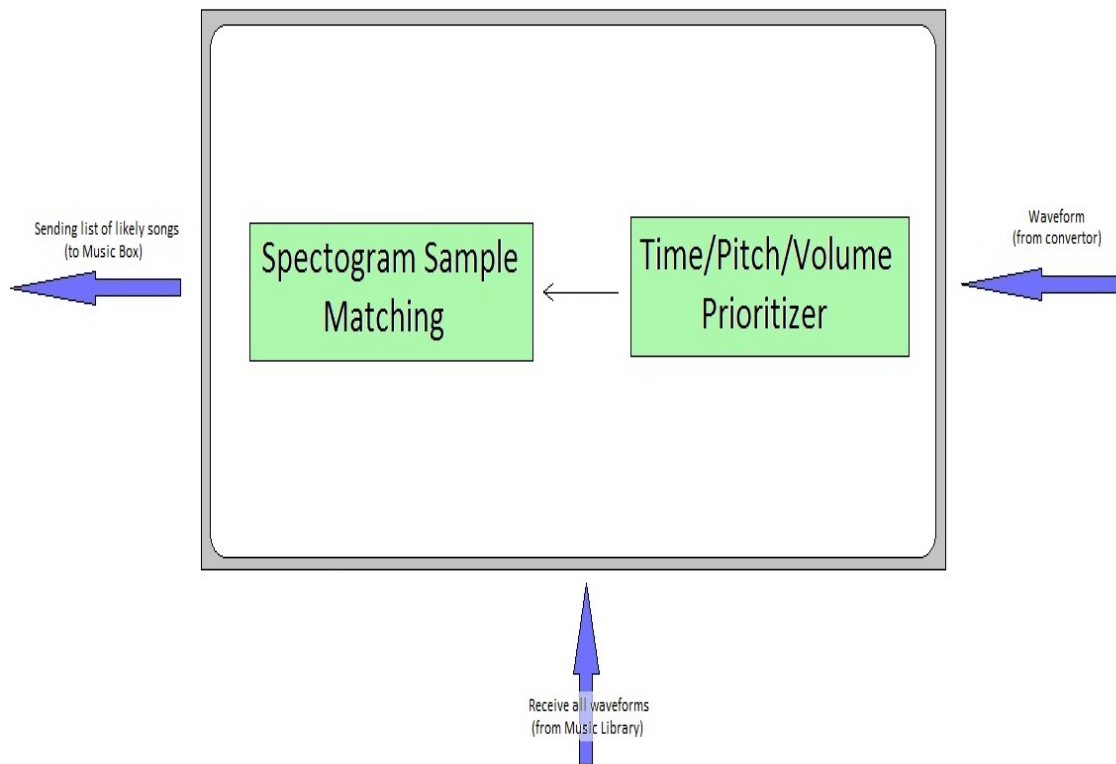 Sending list of likely songs
(to Music Box)
Spectogram Sample
Matching
Time/Pitch/Volume
Prioritizer
Waveform
(from convertor)
Receive all waveforms
(from Music Library)